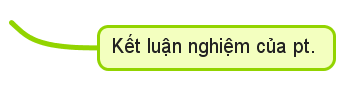 Kết luận nghiệm của pt.